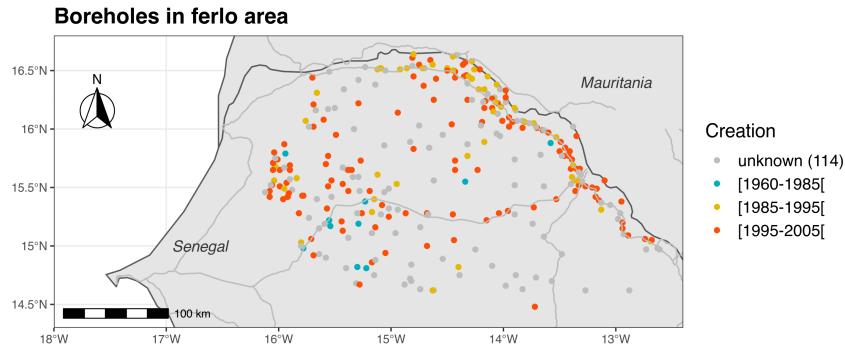 Boreholes in ferlo area
16.5°N
16°N
15.5°N
15°N
14.5°N
N
Mauritania
Senegal
100 km
18°W
17°W
16°W
15°W
14°W
13°W
Creation
unknown (114)
[1960-1985[
[1985-1995[
[1995-2005[